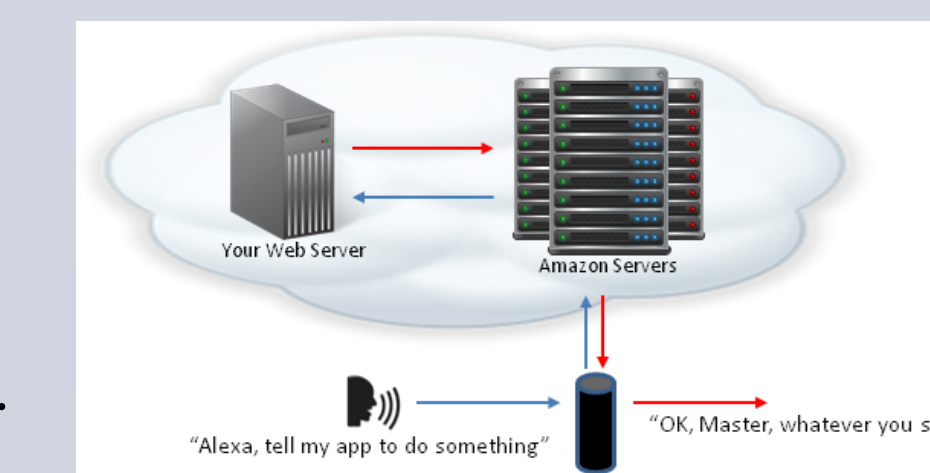 Your Web Server
Amazon Servers
"OK, Master, whatever you s
“Alexa, tell my app to do something”